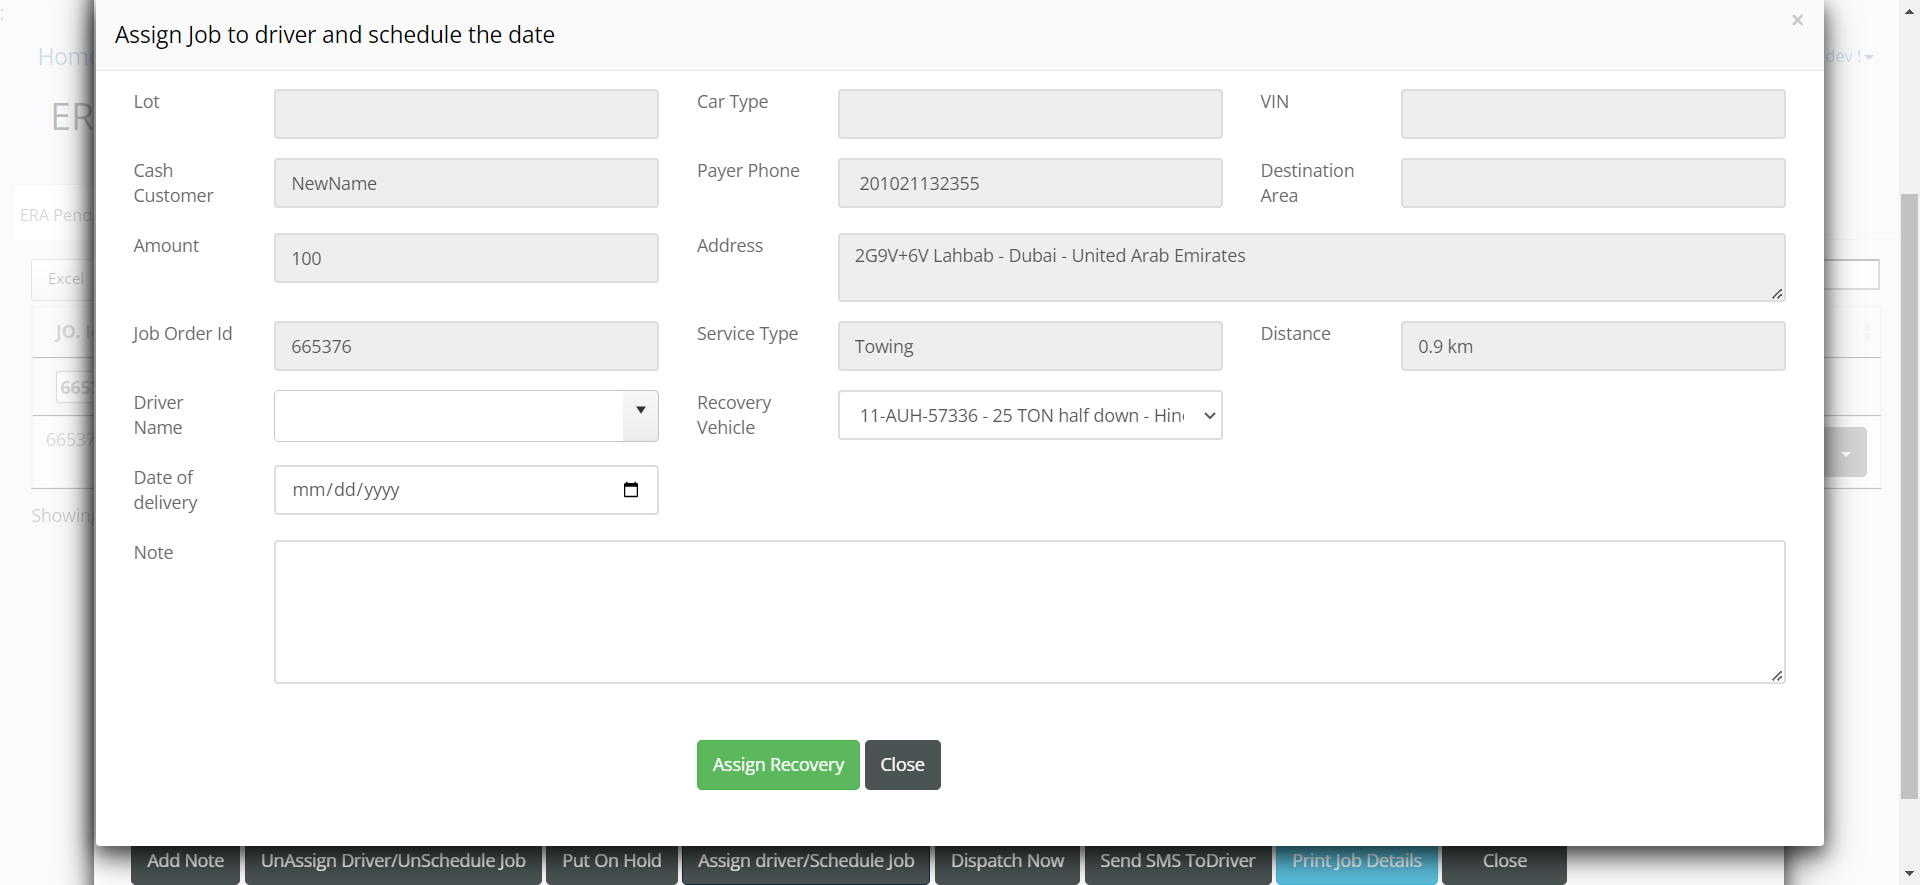 Assign Job to driver and schedule the date
×
Home
dev !
ER
Lot
Car Type
VIN
Cash Customer
NewName
Payer Phone
201021132355
Destination Area
ERA Pend
Amount
100
Address
2G9V+6V Lahbab - Dubai - United Arab Emirates
Excel
JO. I
Job Order Id
665376
Service Type
Towing
Distance
0.9 km
665
Driver Name
Recovery Vehicle
11-AUH-57336 - 25 TON half down - Hin
66537
Date of delivery
mm/dd/yyyy
Showing
Note
Assign Recovery
Close
Add Note
UnAssign Driver/UnSchedule Job
Put On Hold
Assign driver/Schedule Job
Dispatch Now
Send SMS ToDriver
Print Job Details
Close